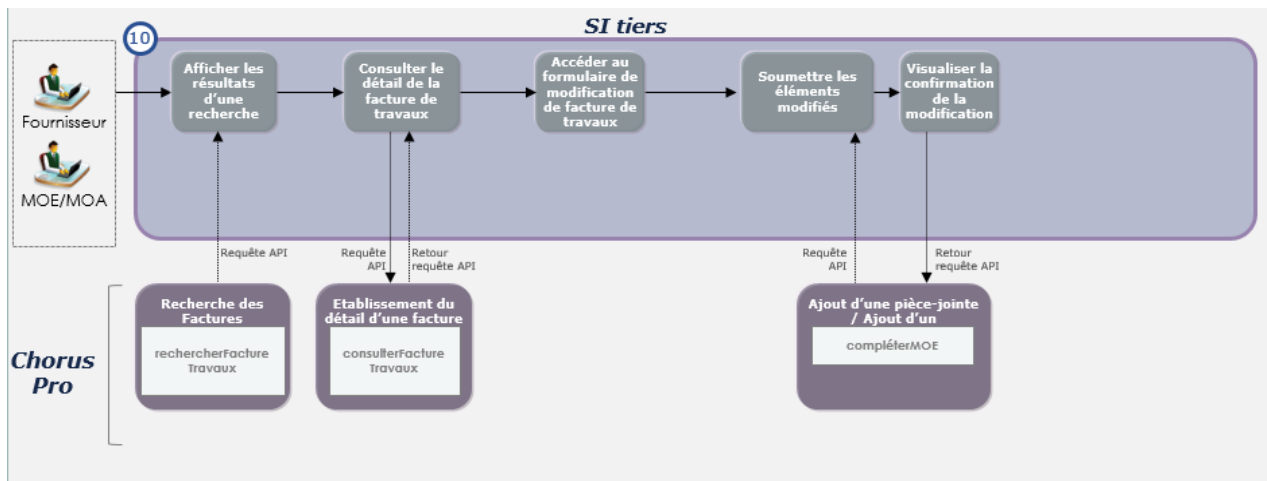 SI tiers
10
Fournisseur
MOE/MOA
Afficher les
résultats
d'une
recherche
Consulter le
détail de la
facture de
travaux
Accéder au
formulaire de
modification
de facture de
travaux
Soumettre les
éléments
modifiés
Visualiser la
confirmation
de la
modification
Requête API
Requête
API
Retour
requête API
Requête
API
Retour
requête API
Chorus
Pro
Recherche des
Factures
rechercherFacture
Travaux
Etablissement du
détail d'une facture
consulterFacture
Travaux
Ajout d'une pièce-jointe
/ Ajout d'un
compléterMOE